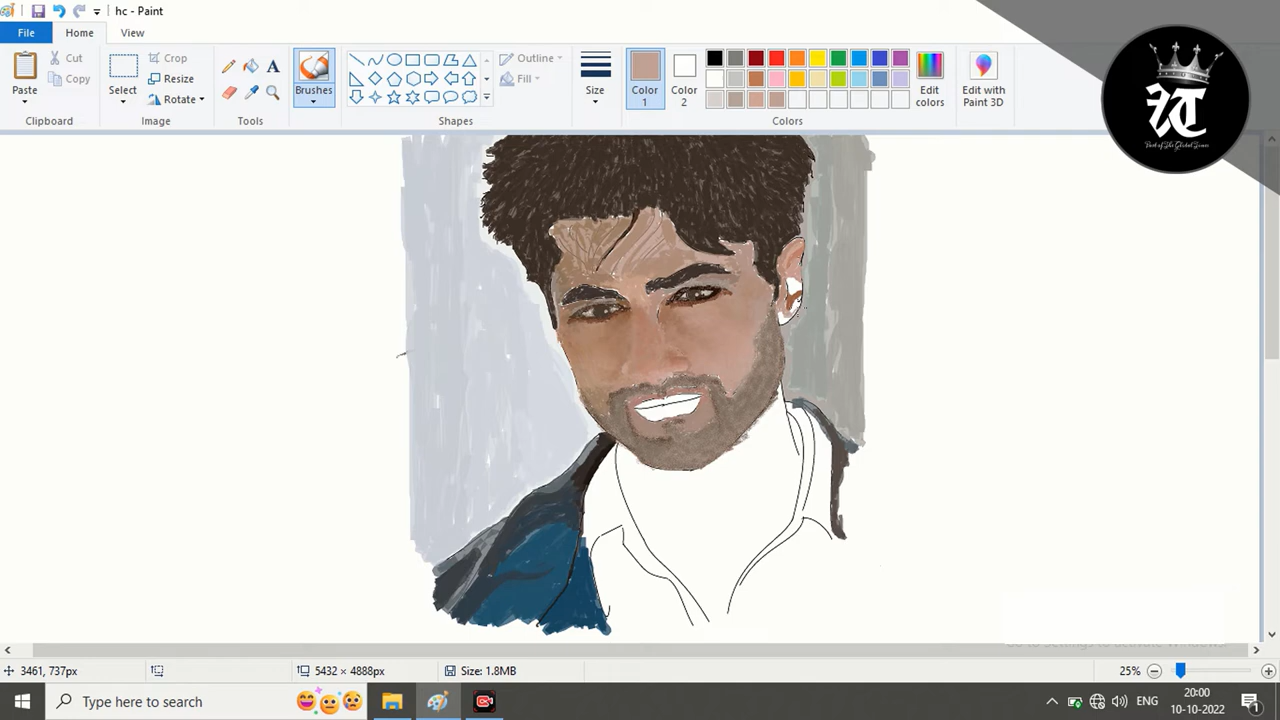 hc - Paint
File
Home
View
Paste
Cut
Copy
Clipboard
Select
Crop
Resize
Rotate
Image
A
Tools
Brushes
Outline
Fill
Shapes
Size
Color
1
Color
2
Edit
colors
Edit with
Paint 3D
Colors
3461, 737px
5432 × 4888px
Size: 1.8MB
25%
Type here to search
ENG
20:00
10-10-2022
1